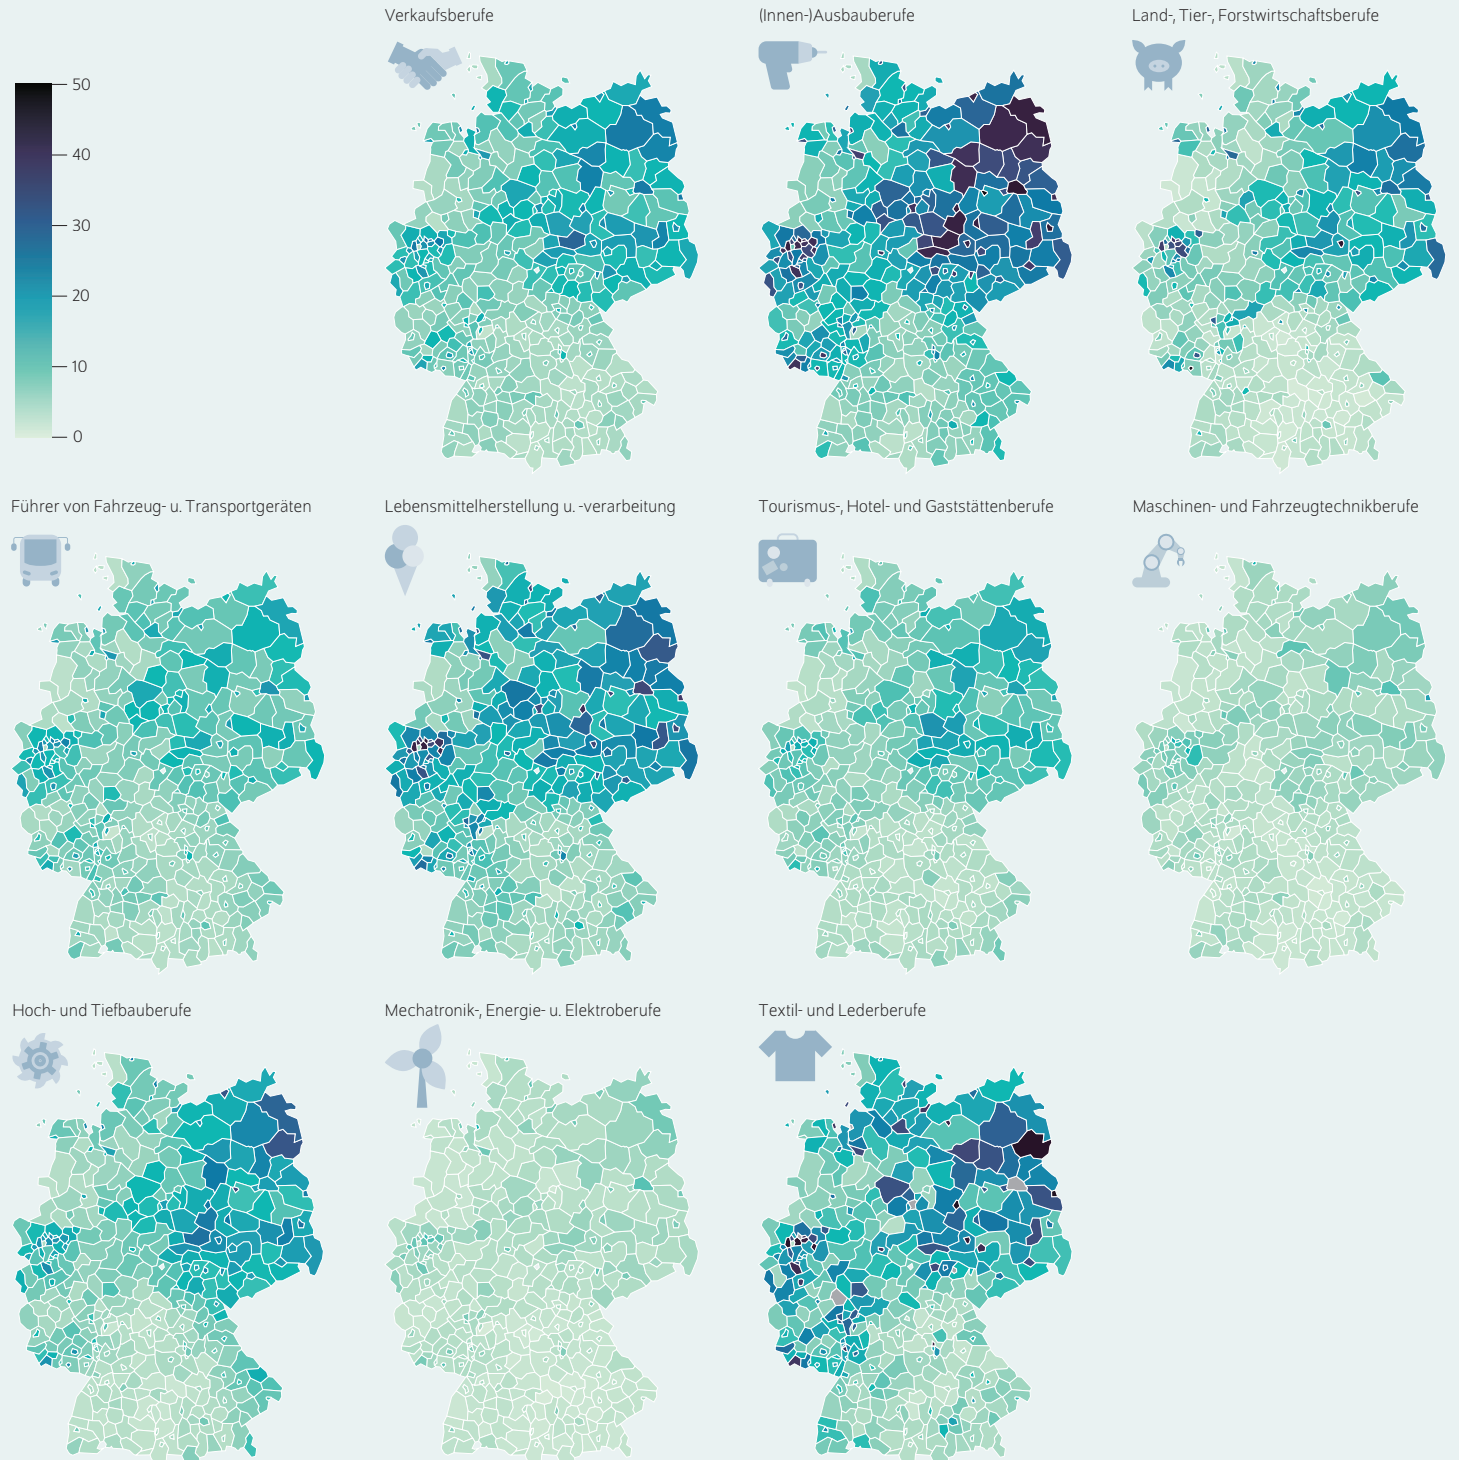 Verkaufsberufe
(Innen-)Ausbauberufe
Land-, Tier-, Forstwirtschaftsberufe
50
40
30
20
10
0
Führer von Fahrzeug- u. Transportgeräten
Lebensmittelherstellung u. -verarbeitung
Tourismus-, Hotel- und Gaststättenberufe
Maschinen- und Fahrzeugtechnikberufe
Hoch- und Tiefbauberufe
Mechatronik-, Energie- u. Elektroberufe
Textil- und Lederberufe